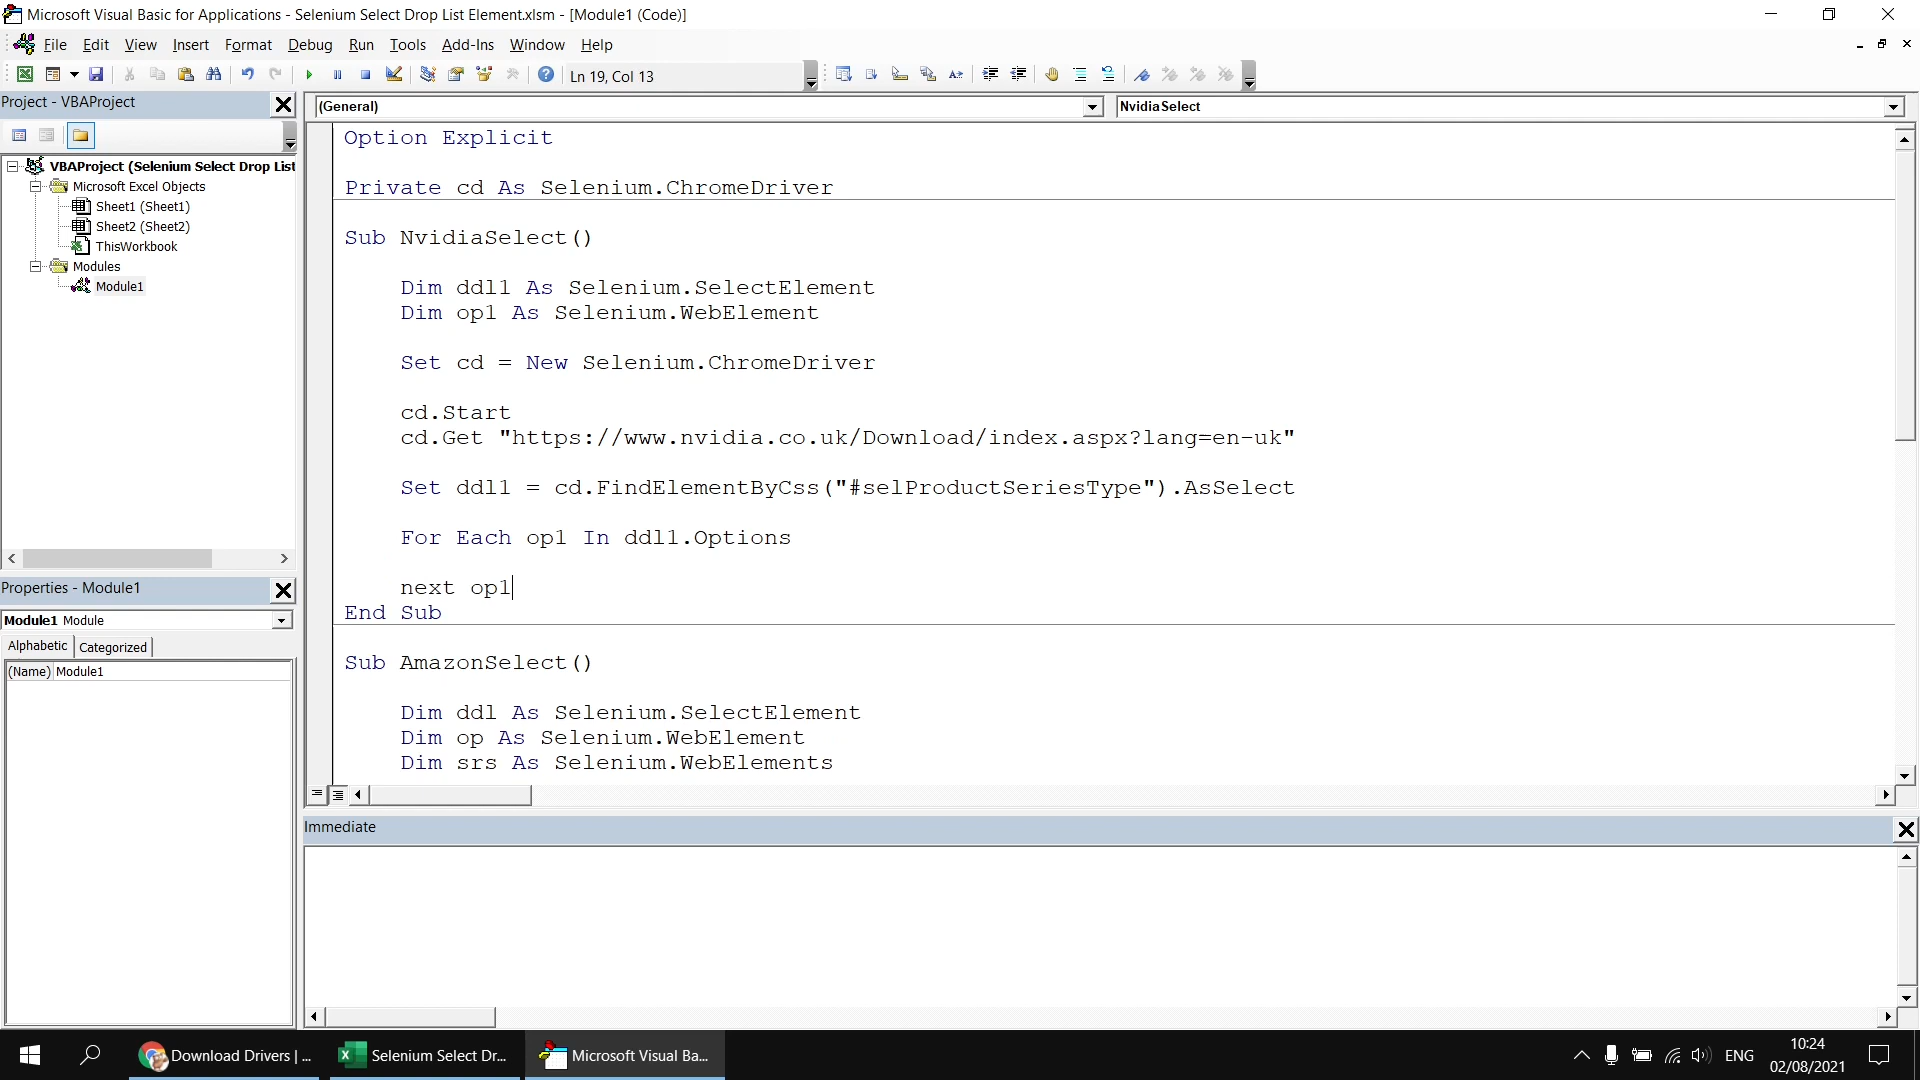 Microsoft Visual Basic for Applications - Selenium Select Drop List Element.xlsm - [Module1 (Code)]
File Edit View Insert Format Debug Run Tools Add-Ins Window Help
Ln 19, Col 13
Project - VBAProject
(General)
NvidiaSelect
VBAProject (Selenium Select Drop List
Microsoft Excel Objects
Sheet1 (Sheet1)
Sheet2 (Sheet2)
ThisWorkbook
Modules
Module1
Properties - Module1
Module1 Module
Alphabetic Categorized
(Name) Module1
Option Explicit
Private cd As Selenium.ChromeDriver
Sub NvidiaSelect()
Dim ddl1 As Selenium.SelectElement
Dim op1 As Selenium.WebElement
Set cd = New Selenium.ChromeDriver
cd.Start
cd.Get "https://www.nvidia.co.uk/Download/index.aspx?lang=en-uk"
Set ddl1 = cd.FindElementByCss("#selProductSeriesType").AsSelect
For Each op1 In ddl1.Options
next op1
End Sub
Sub AmazonSelect()
Dim ddl As Selenium.SelectElement
Dim op As Selenium.WebElement
Dim srs As Selenium.WebElements
Immediate
Download Drivers | ...
Selenium Select Dr...
Microsoft Visual Ba...
ENG
10:24
02/08/2021